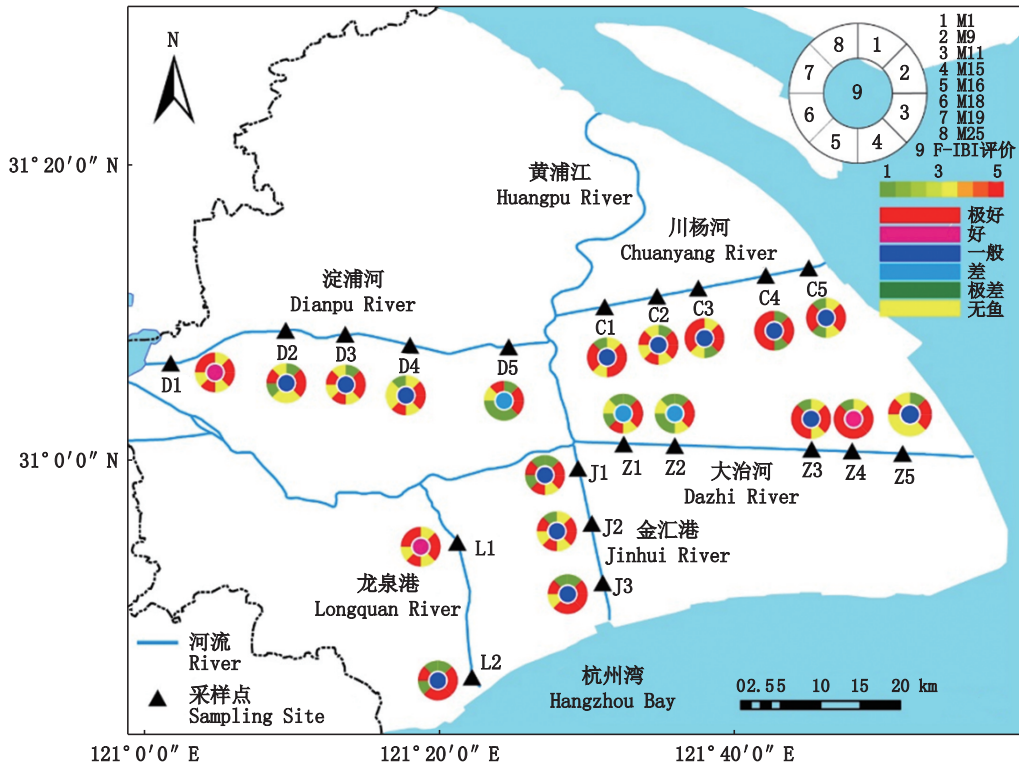 N
31°20′0″ N
31°0′0″ N
121°0′0″ E
121°20′0″ E
121°40′0″ E
黄浦江
Huangpu River
川杨河
Chuanyang River
淀浦河
Dianpu River
大治河
Dazhi River
金汇港
Jinhui River
龙泉港
Longquan River
杭州湾
Hangzhou Bay
D1
D2
D3
D4
D5
C1
C2
C3
C4
C5
Z1
Z2
Z3
Z4
Z5
J1
J2
J3
L1
L2
1
2
3
4
5
6
7
8
9
1 M1
2 M9
3 M11
4 M15
5 M16
6 M18
7 M19
8 M25
9 F-IBI评价
1 3 5
极好
好
一般
差
极差
无鱼
河流
River
采样点
Sampling Site
02.55 10 15 20 km